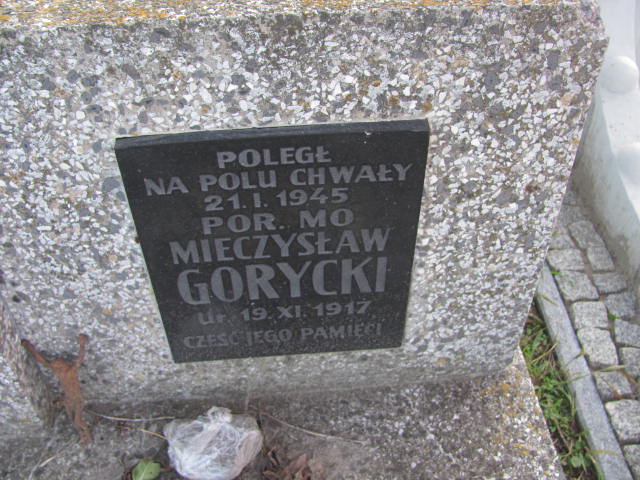 POLEGŁ
NA POLU CHWAŁY
21. I. 1945
POR. MO
MIECZYSŁAW
GORYCKI
ur. 19. XI. 1917
CZEŚĆ JEGO PAMIĘCI